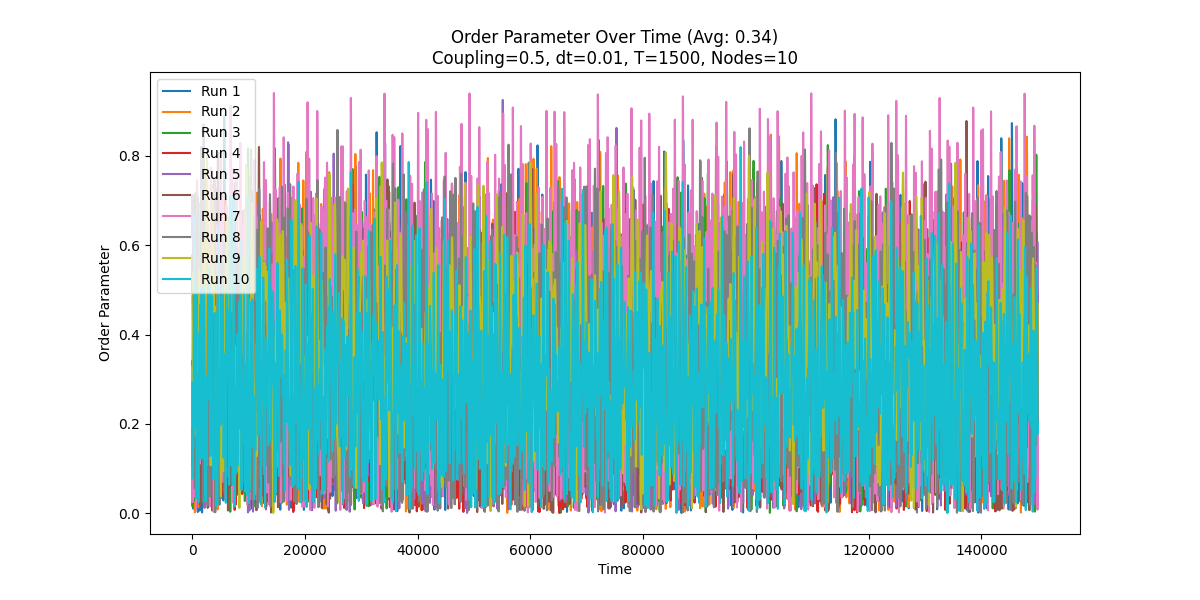 Order Parameter Over Time (Avg: 0.34)
Coupling=0.5, dt=0.01, T=1500, Nodes=10
Run 1
Run 2
Run 3
Run 4
Run 5
Run 6
Run 7
Run 8
Run 9
Run 10
Order Parameter
0.8
0.6
0.4
0.2
0.0
0 20000 40000 60000 80000 100000 120000 140000
Time